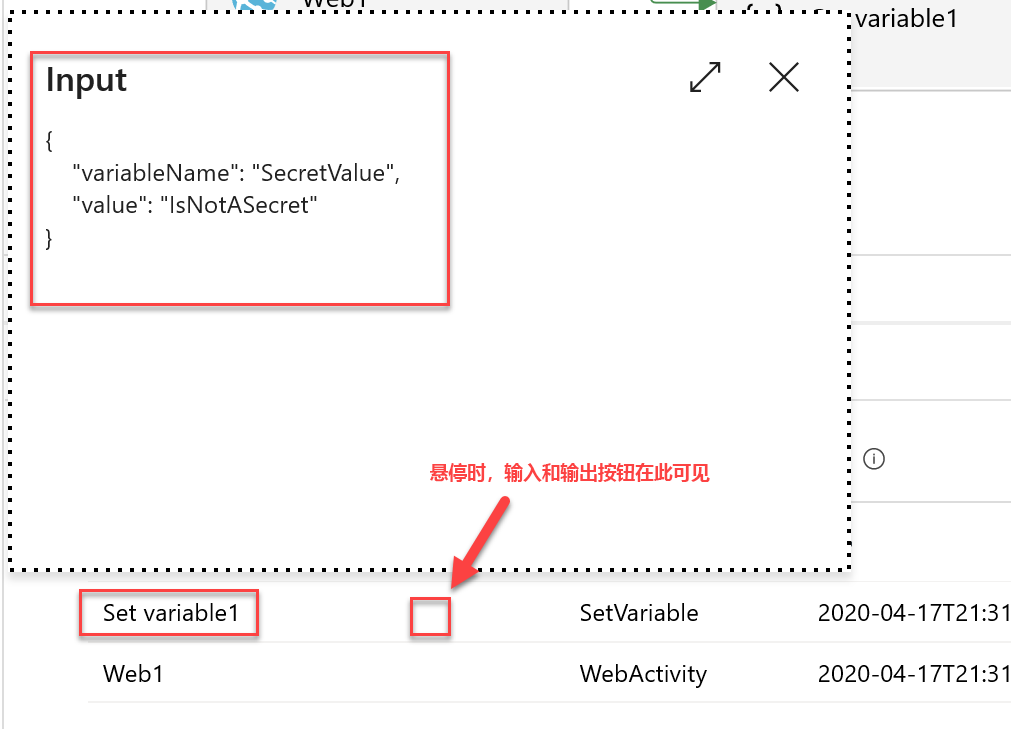 Web1
variable1
Input
{
"variableName": "SecretValue",
"value": "IsNotASecret"
}
悬停时，输入和输出按钮在此可见
Set variable1
SetVariable
2020-04-17T21:31
Web1
WebActivity
2020-04-17T21:31